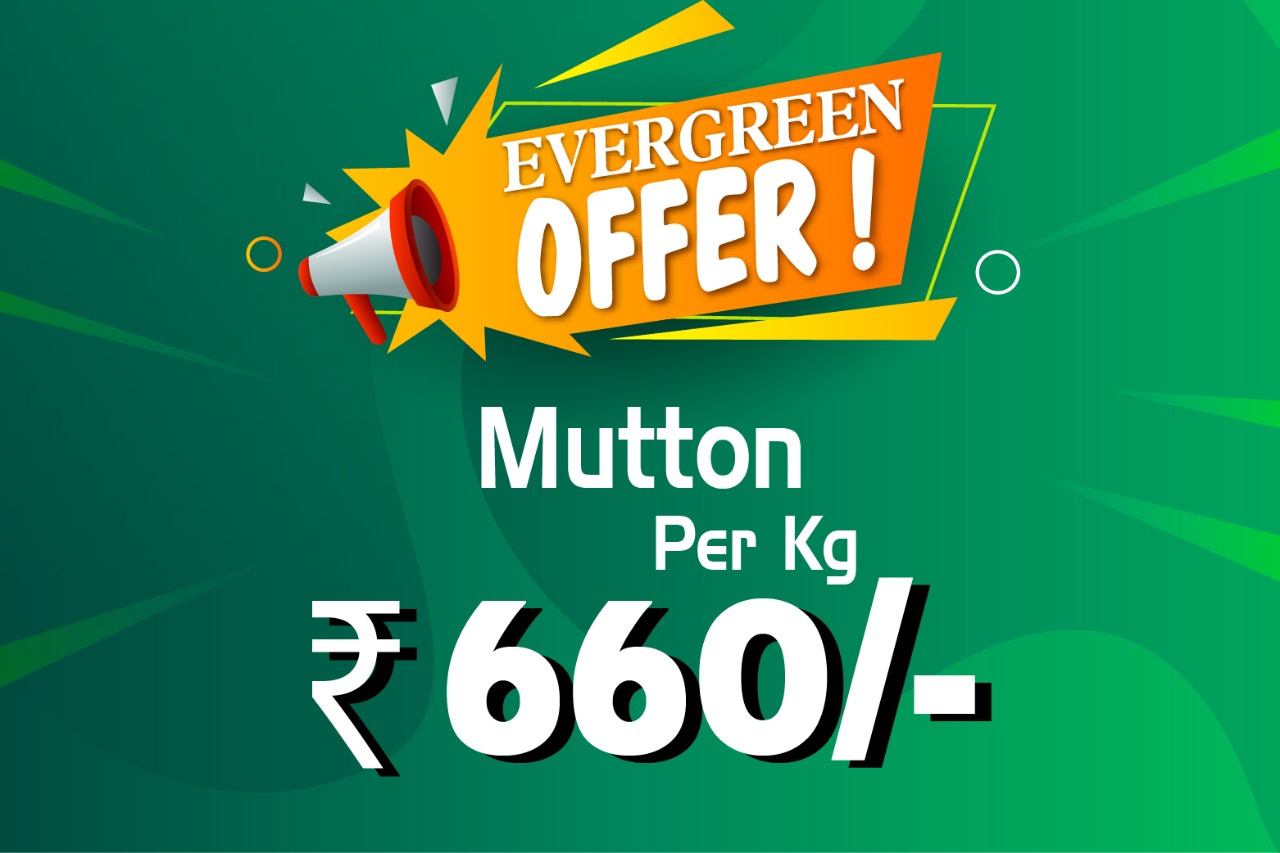 EVERGREEN
OFFER !
Mutton
Per Kg
₹ 660/-